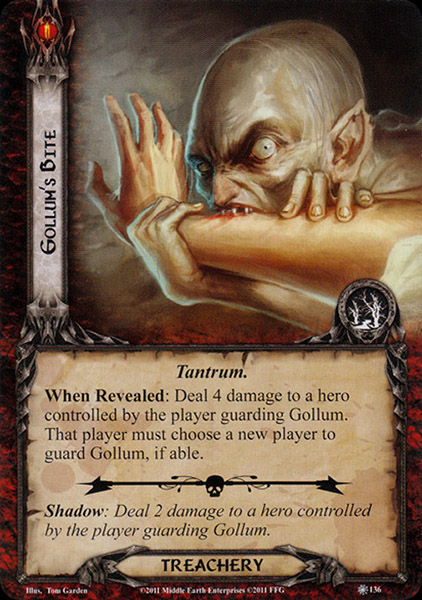 GOLLUM'S BITE
Tantrum.
When Revealed: Deal 4 damage to a hero
controlled by the player guarding Gollum.
That player must choose a new player to
guard Gollum, if able.
Shadow: Deal 2 damage to a hero controlled
by the player guarding Gollum.
TREACHERY
Illus. Tom Garden
©2011 Middle Earth Enterprises ©2011 FFG
136